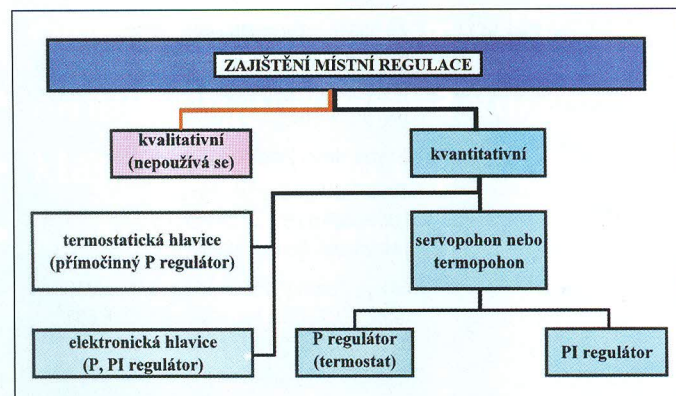 ZAJIŠTĚNÍ MÍSTNÍ REGULACE
kvalitativní
(nepoužívá se)
kvantitativní
termostatická hlavice
(přímočinný P regulátor)
servopohon nebo
termopohon
elektronická hlavice
(P, PI regulátor)
P regulátor
(termostat)
PI regulátor